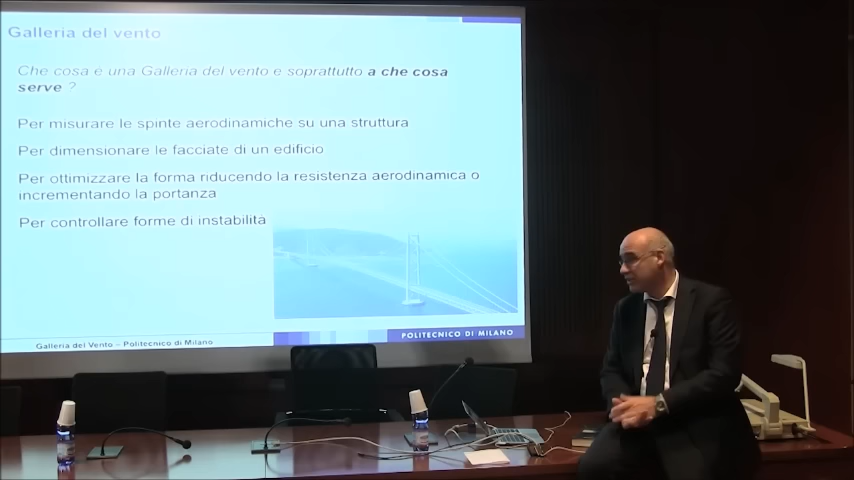 Galleria del vento
Che cosa è una Galleria del vento e soprattutto a che cosa
serve ?
Per misurare le spinte aerodinamiche su una struttura
Per dimensionare le facciate di un edificio
Per ottimizzare la forma riducendo la resistenza aerodinamica o
incrementando la portanza
Per controllare forme di instabilità
Galleria del Vento – Politecnico di Milano
POLITECNICO DI MILANO